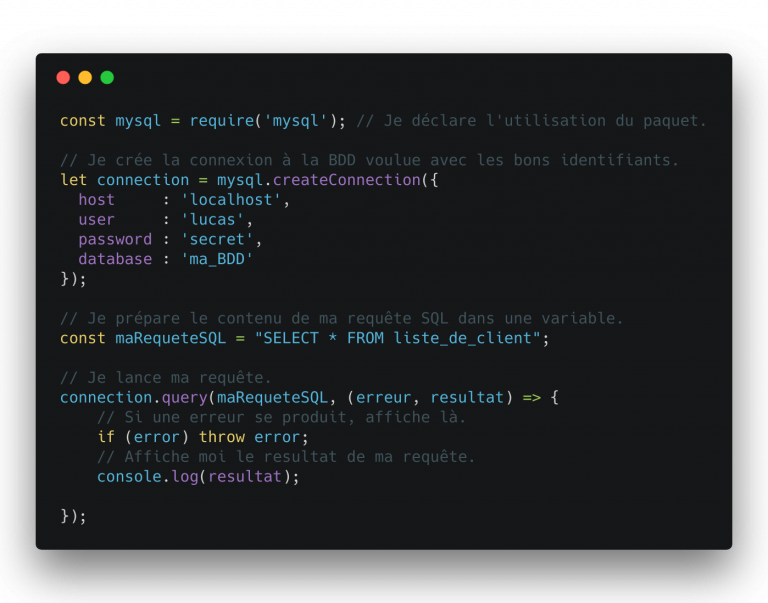 const mysql = require('mysql'); // Je déclare l'utilisation du paquet.
// Je crée la connexion à la BDD voulue avec les bons identifiants.
let connection = mysql.createConnection({
  host     : 'localhost',
  user     : 'lucas',
  password : 'secret',
  database : 'ma_BDD'
});
// Je prépare le contenu de ma requête SQL dans une variable.
const maRequeteSQL = "SELECT * FROM liste_de_client";
// Je lance ma requête.
connection.query(maRequeteSQL, (erreur, resultat) => {
    // Si une erreur se produit, affiche là.
    if (error) throw error;
    // Affiche moi le resultat de ma requête.
    console.log(resultat);
});